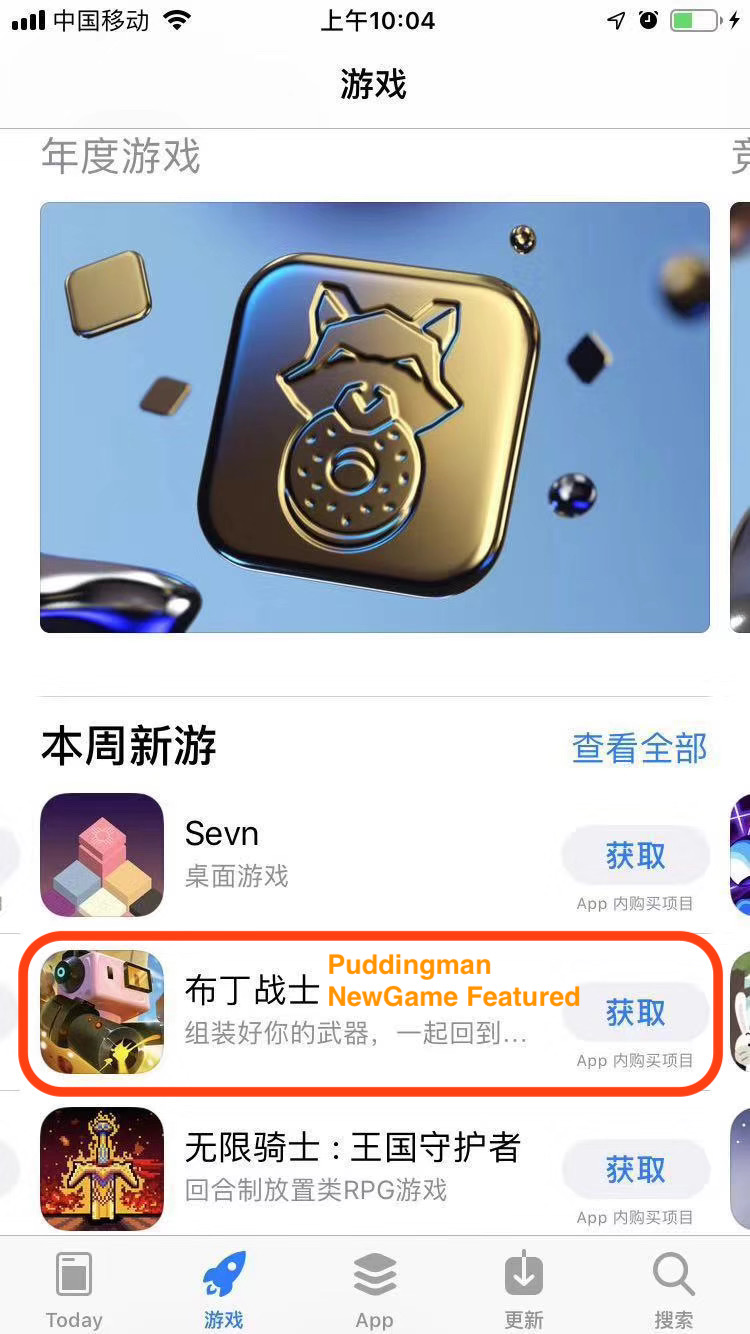 中国移动
上午10:04
游戏
年度游戏
本周新游
查看全部
Sevn
桌面游戏
获取
App 内购买项目
布丁战士
Puddingman
NewGame Featured
组装好你的武器，一起回到...
获取
App 内购买项目
无限骑士：王国守护者
回合制放置类RPG游戏
获取
App 内购买项目
Today
游戏
App
更新
搜索